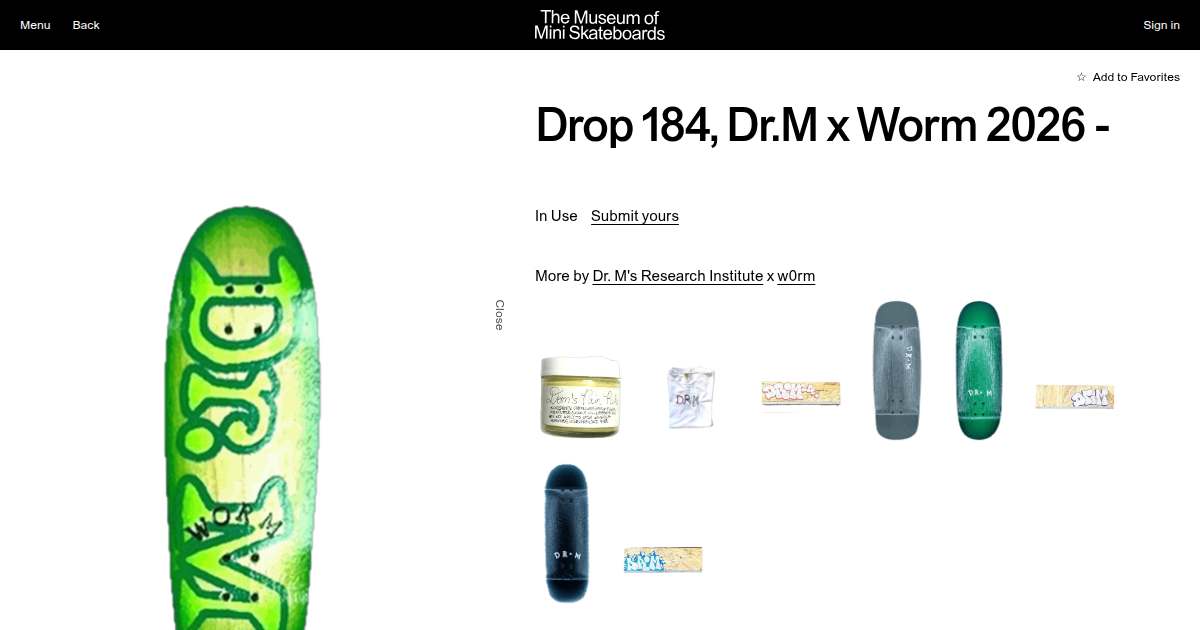 Menu
Back
The Museum of
Mini Skateboards
Sign in
☆ Add to Favorites
Drop 184, Dr.M x Worm 2026 -
In Use Submit yours
More by Dr. M's Research Institute x w0rm
Close
WORM
DR M
DR•M
DR•M
DR•M